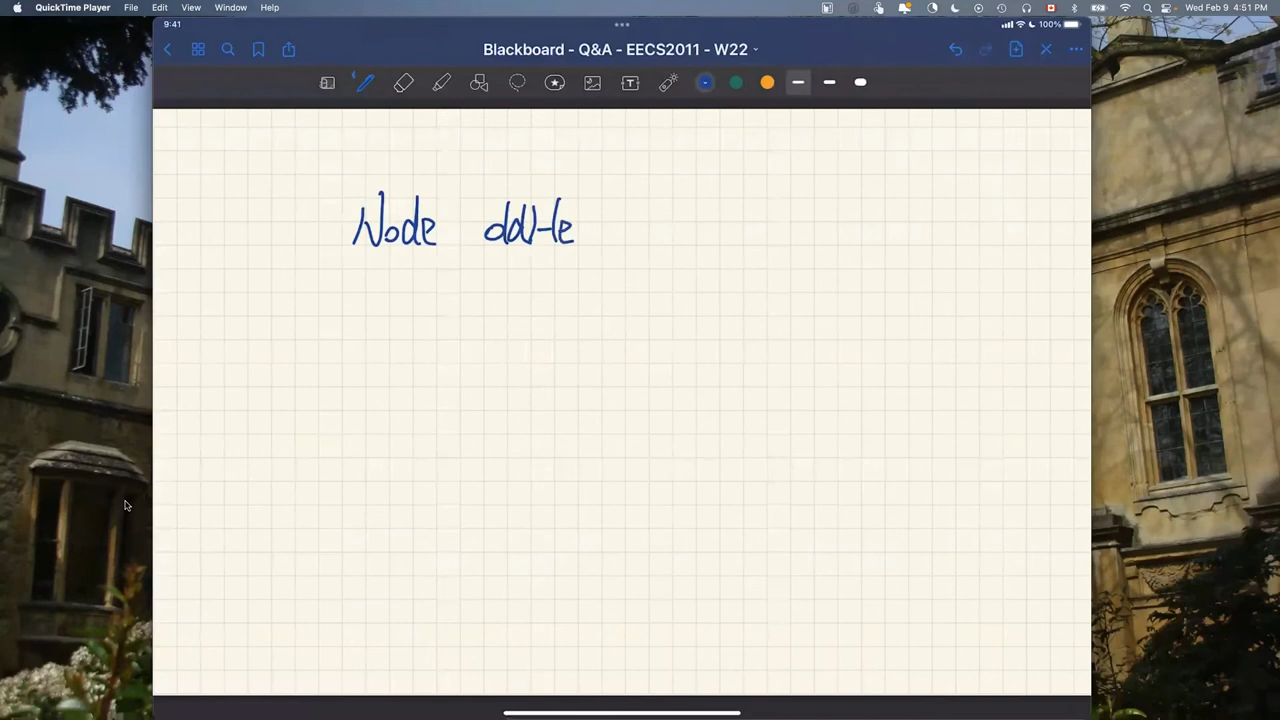 QuickTime Player File Edit View Window Help Wed Feb 9 4:51 PM
9:41 100%
Blackboard - Q&A - EECS2011 - W22
Node